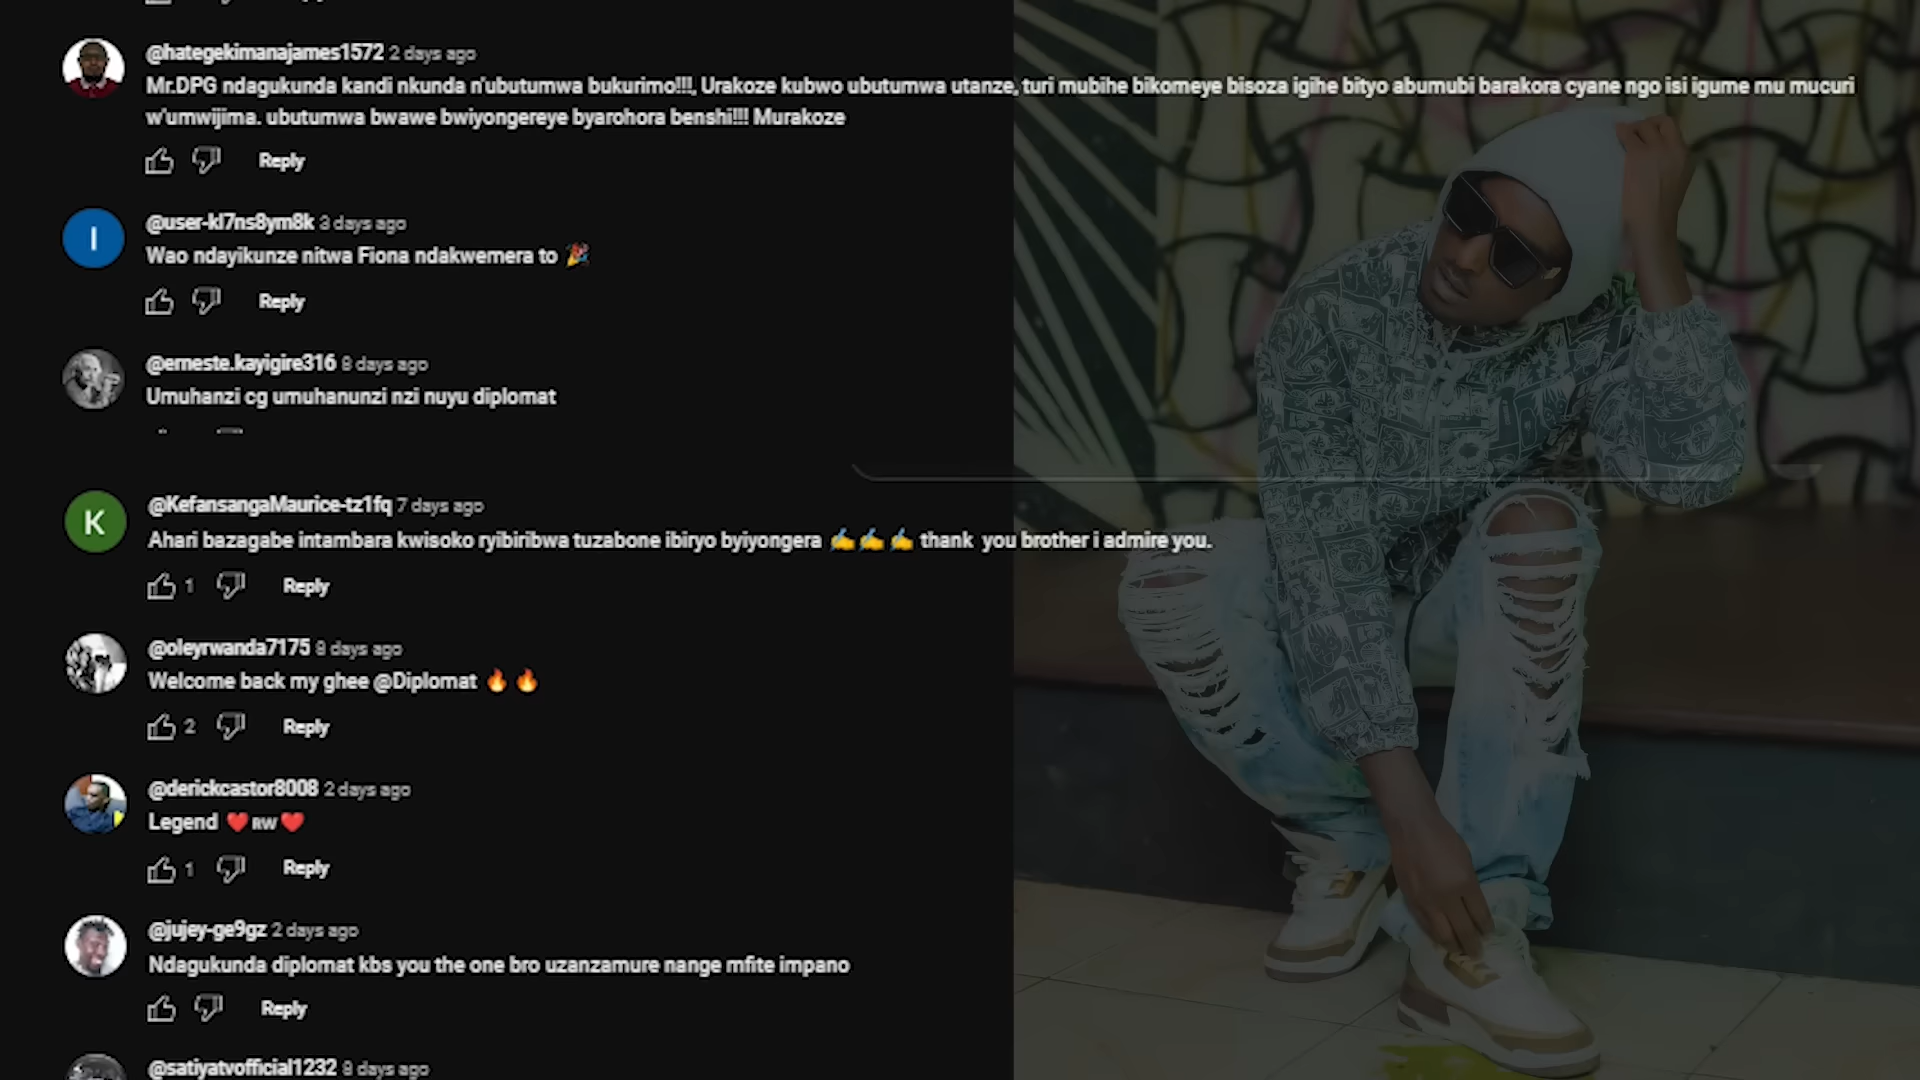 @hategekimanajames1572 2 days ago
Mr.DPG ndagukunda kandi nkunda n'ubutumwa bukurimo!!!, Urakoze kubwo ubutumwa utanze, turi mubihe bikomeye bisoza igihe bityo abumubi barakora cyane ngo isi igume mu mucuri
w'umwijima. ubutumwa bwawe bwiyongereye byarohora benshi!!! Murakoze
Reply
I
@user-kl7ns8ym8k 3 days ago
Wao ndayikunze nitwa Fiona ndakwemera to 🎉
Reply
@erneste.kayigire316 8 days ago
Umuhanzi cg umuhanunzi nzi nuyu diplomat
K
@KefansangaMaurice-tz1fq 7 days ago
Ahari bazagabe intambara kwisoko ryibiribwa tuzabone ibiryo byiyongera ✍️✍️✍️ thank you brother i admire you.
1 Reply
@oleyrwanda7175 8 days ago
Welcome back my ghee @Diplomat 🔥🔥
2 Reply
@derickcastor8008 2 days ago
Legend ❤️ RW ❤️
1 Reply
@jujey-ge9gz 2 days ago
Ndagukunda diplomat kbs you the one bro uzanzamure nange mfite impano
Reply
@satiyatvofficial1232 8 days ago